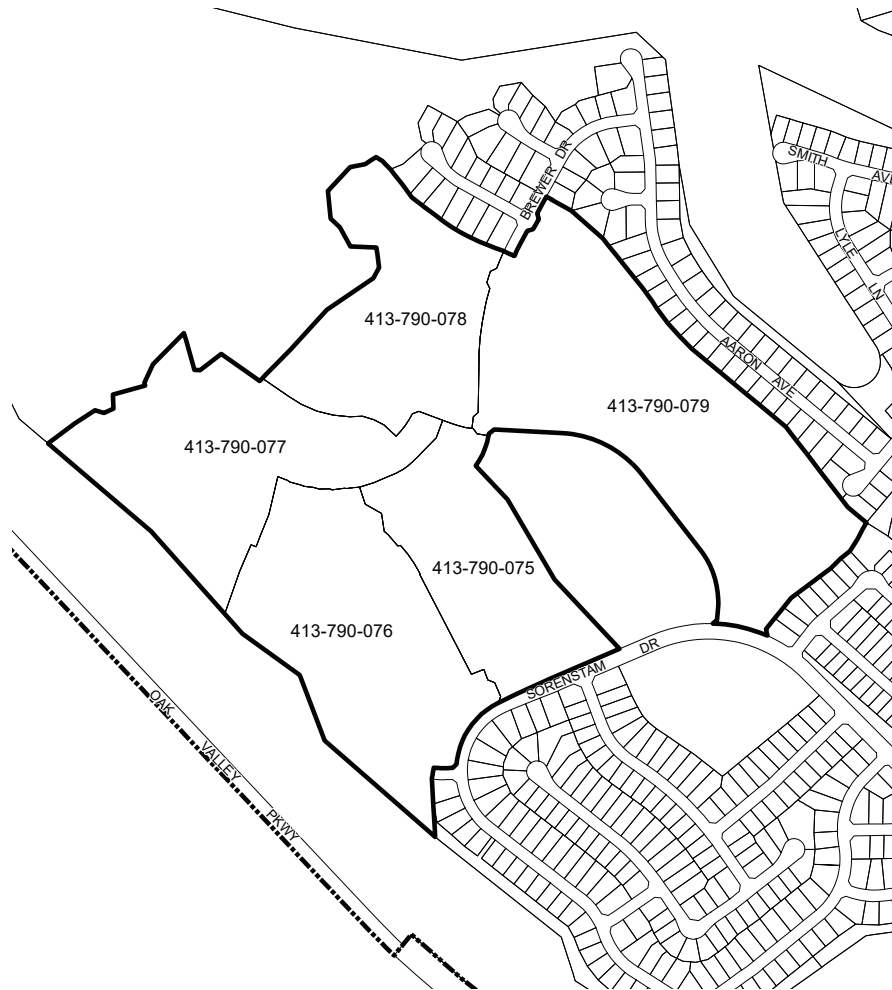 SMITH AVE
BREWER DR
LYLE LN
413-790-078
AARON AVE
413-790-079
413-790-077
413-790-075
413-790-076
SORENSTAM DR
OAK VALLEY PKWY